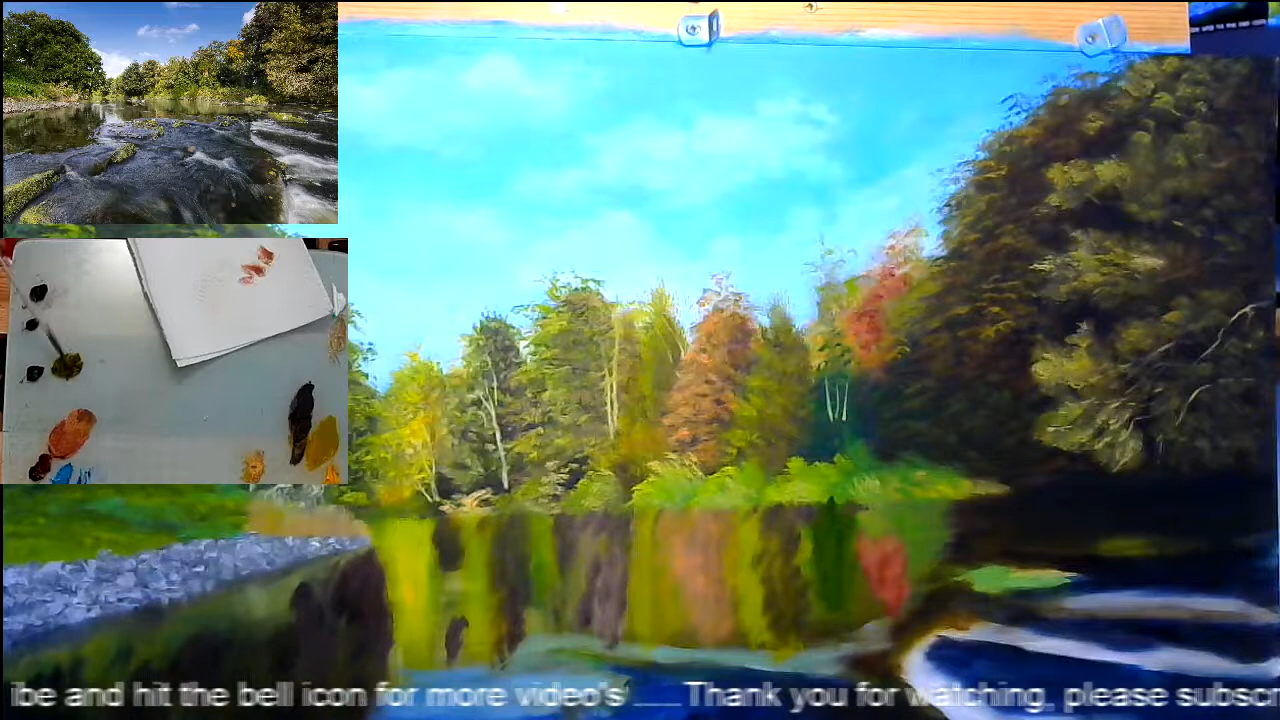 ibe and hit the bell icon for more video's ___ Thank you for watching, please subscr